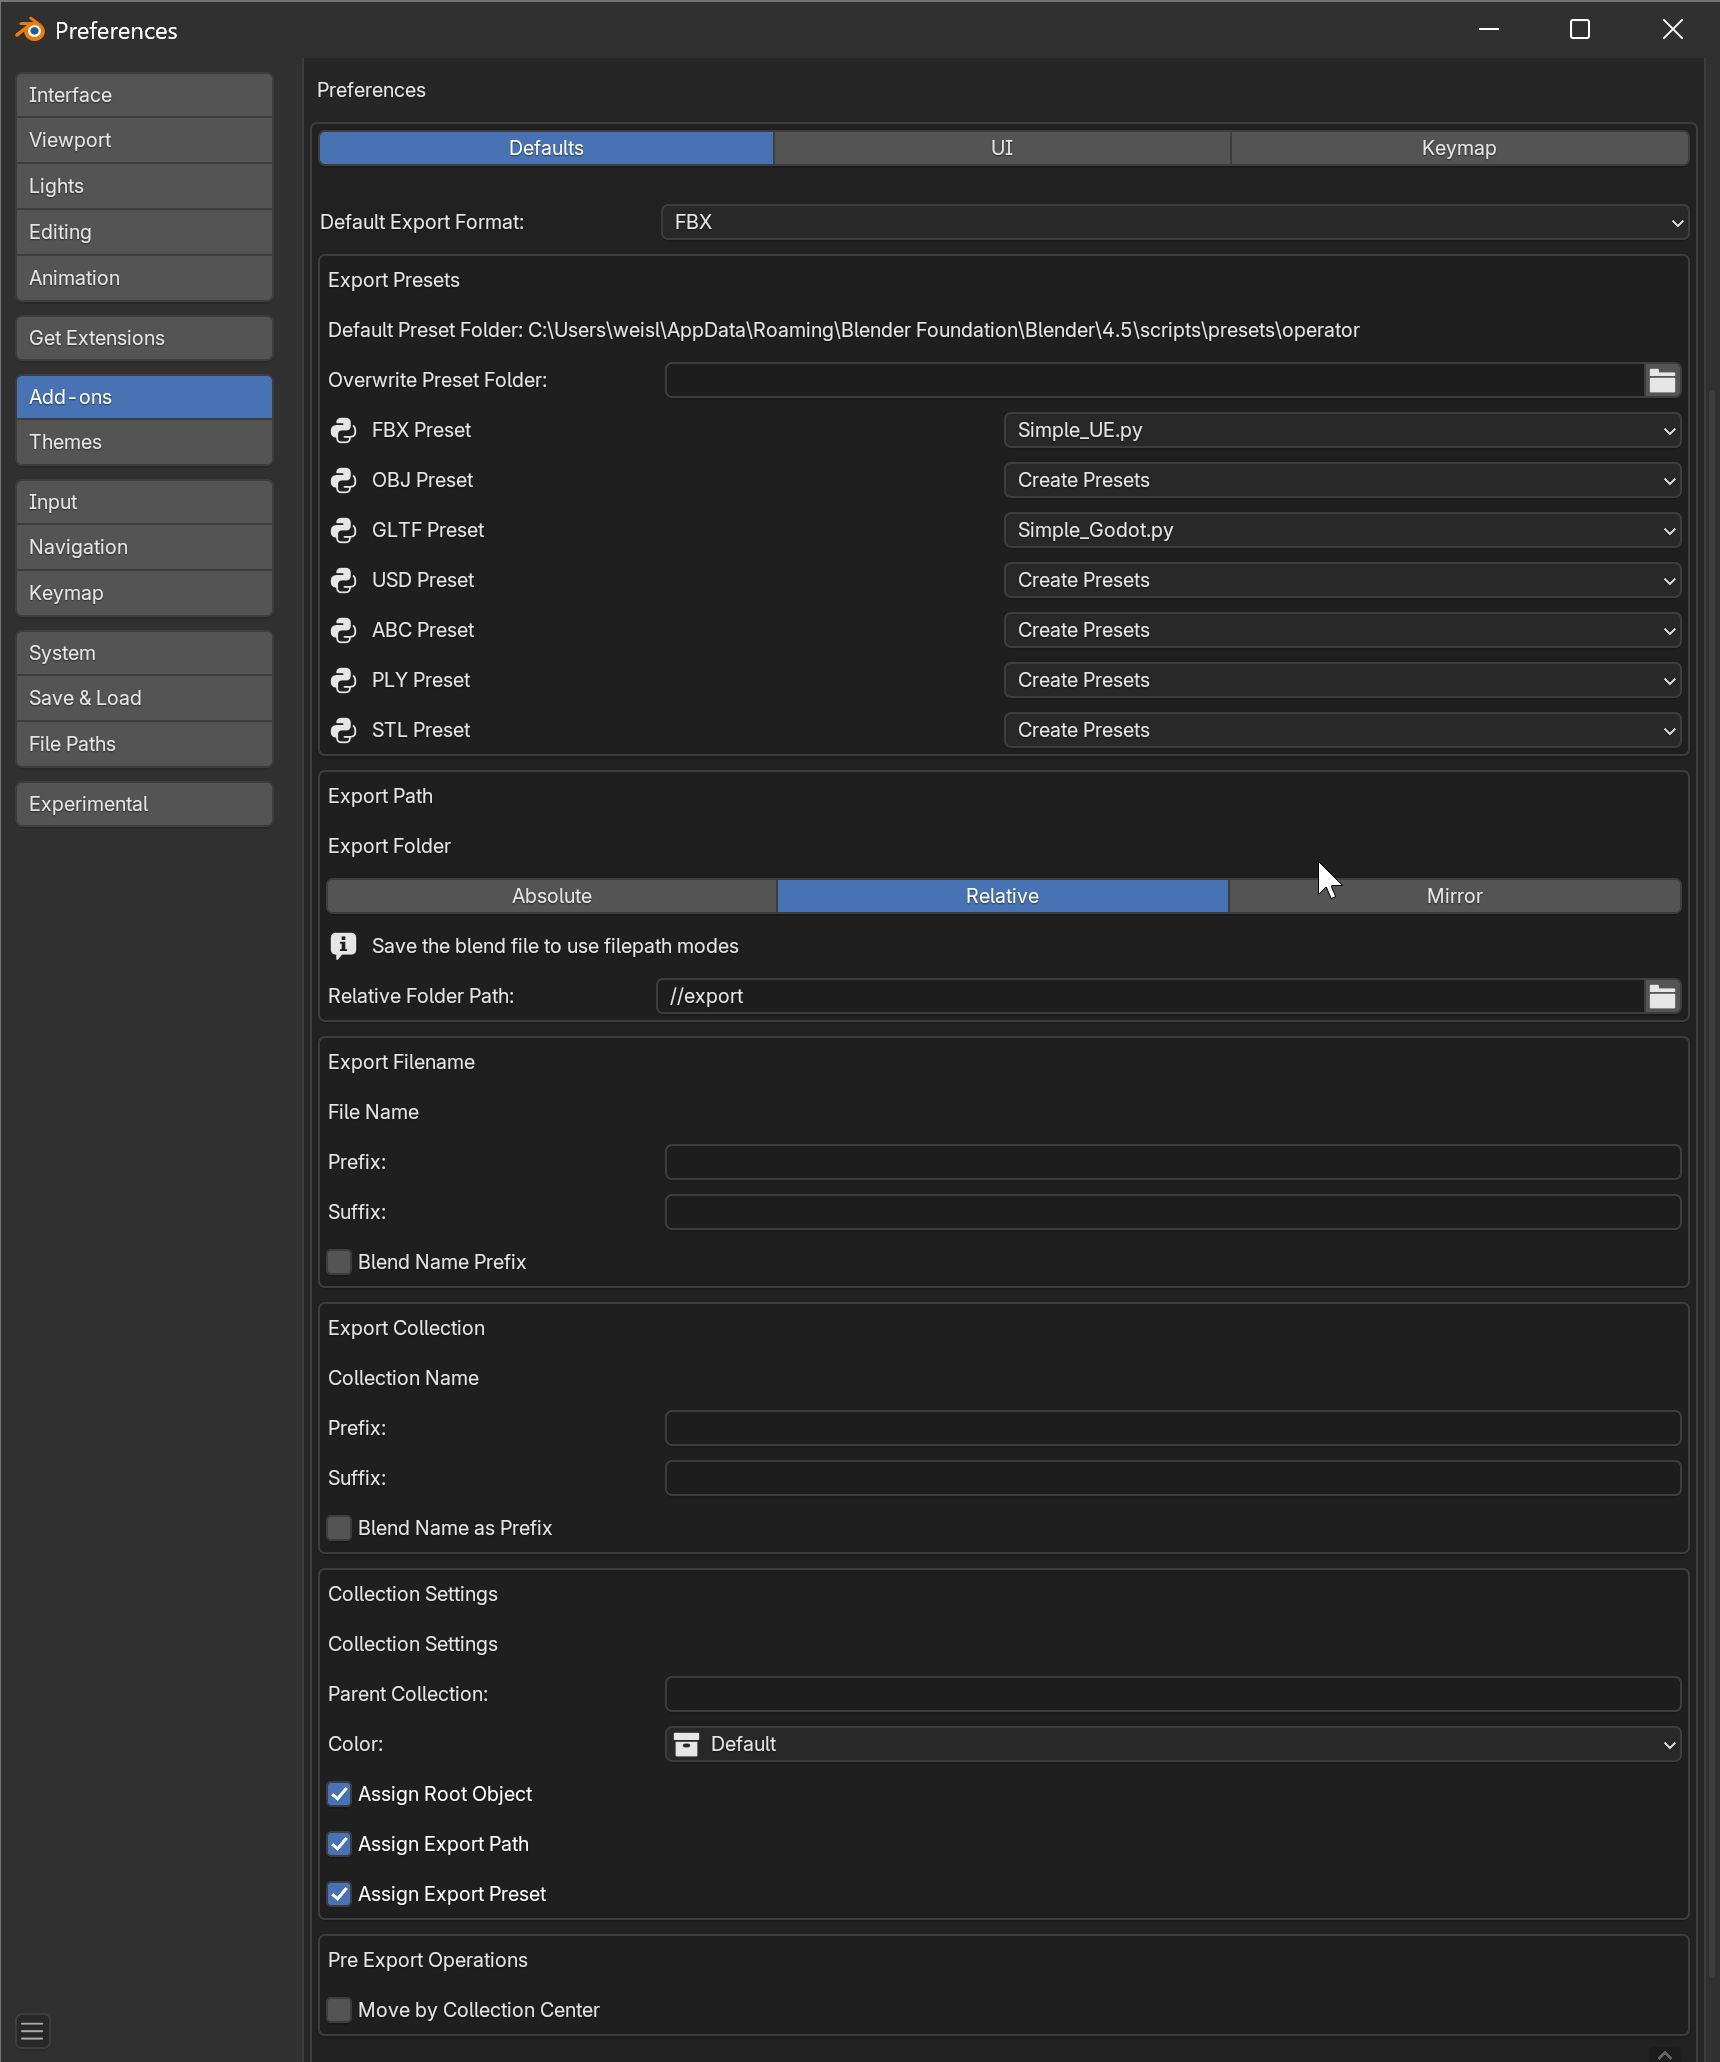 Preferences
Interface
Viewport
Lights
Editing
Animation
Get Extensions
Add-ons
Themes
Input
Navigation
Keymap
System
Save & Load
File Paths
Experimental
Preferences
Defaults UI Keymap
Default Export Format: FBX
Export Presets
Default Preset Folder: C:\Users\weisl\AppData\Roaming\Blender Foundation\Blender\4.5\scripts\presets\operator
Overwrite Preset Folder:
FBX Preset Simple_UE.py
OBJ Preset Create Presets
GLTF Preset Simple_Godot.py
USD Preset Create Presets
ABC Preset Create Presets
PLY Preset Create Presets
STL Preset Create Presets
Export Path
Export Folder
Absolute Relative Mirror
Save the blend file to use filepath modes
Relative Folder Path: //export
Export Filename
File Name
Prefix:
Suffix:
Blend Name Prefix
Export Collection
Collection Name
Prefix:
Suffix:
Blend Name as Prefix
Collection Settings
Collection Settings
Parent Collection:
Color: Default
Assign Root Object
Assign Export Path
Assign Export Preset
Pre Export Operations
Move by Collection Center